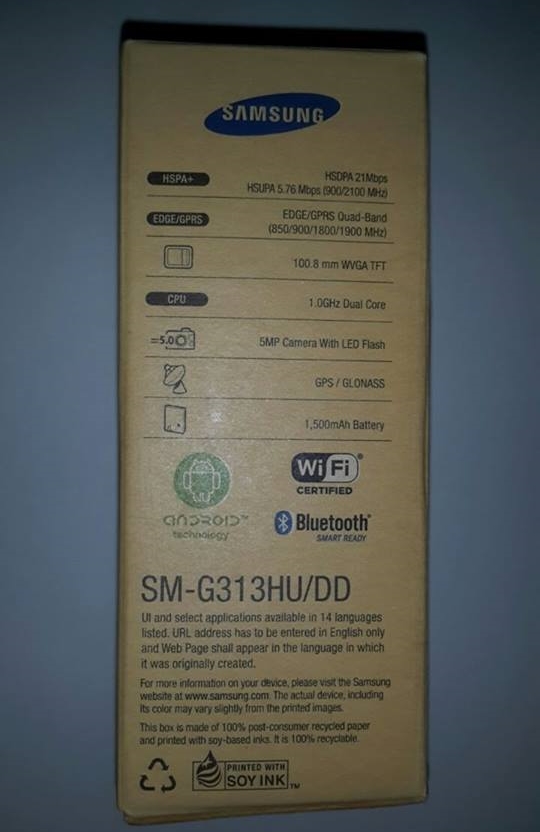 SAMSUNG
HSPA+ HSDPA 21Mbps
HSUPA 5.76 Mbps (900/2100 MHz)
EDGE/GPRS EDGE/GPRS Quad-Band
(850/900/1800/1900 MHz)
100.8 mm WVGA TFT
CPU 1.0GHz Dual Core
=5.0 5MP Camera With LED Flash
GPS / GLONASS
1,500mAh Battery
WiFi®
CERTIFIED
ANDROID™
technology
Bluetooth®
SMART READY
SM-G313HU/DD
UI and select applications available in 14 languages
listed. URL address has to be entered in English only
and Web Page shall appear in the language in which
it was originally created.
For more information on your device, please visit the Samsung
website at www.samsung.com. The actual device, including
its color may vary slightly from the printed images.
This box is made of 100% post-consumer recycled paper
and printed with soy-based inks. It is 100% recyclable.
PRINTED WITH
SOY INK™